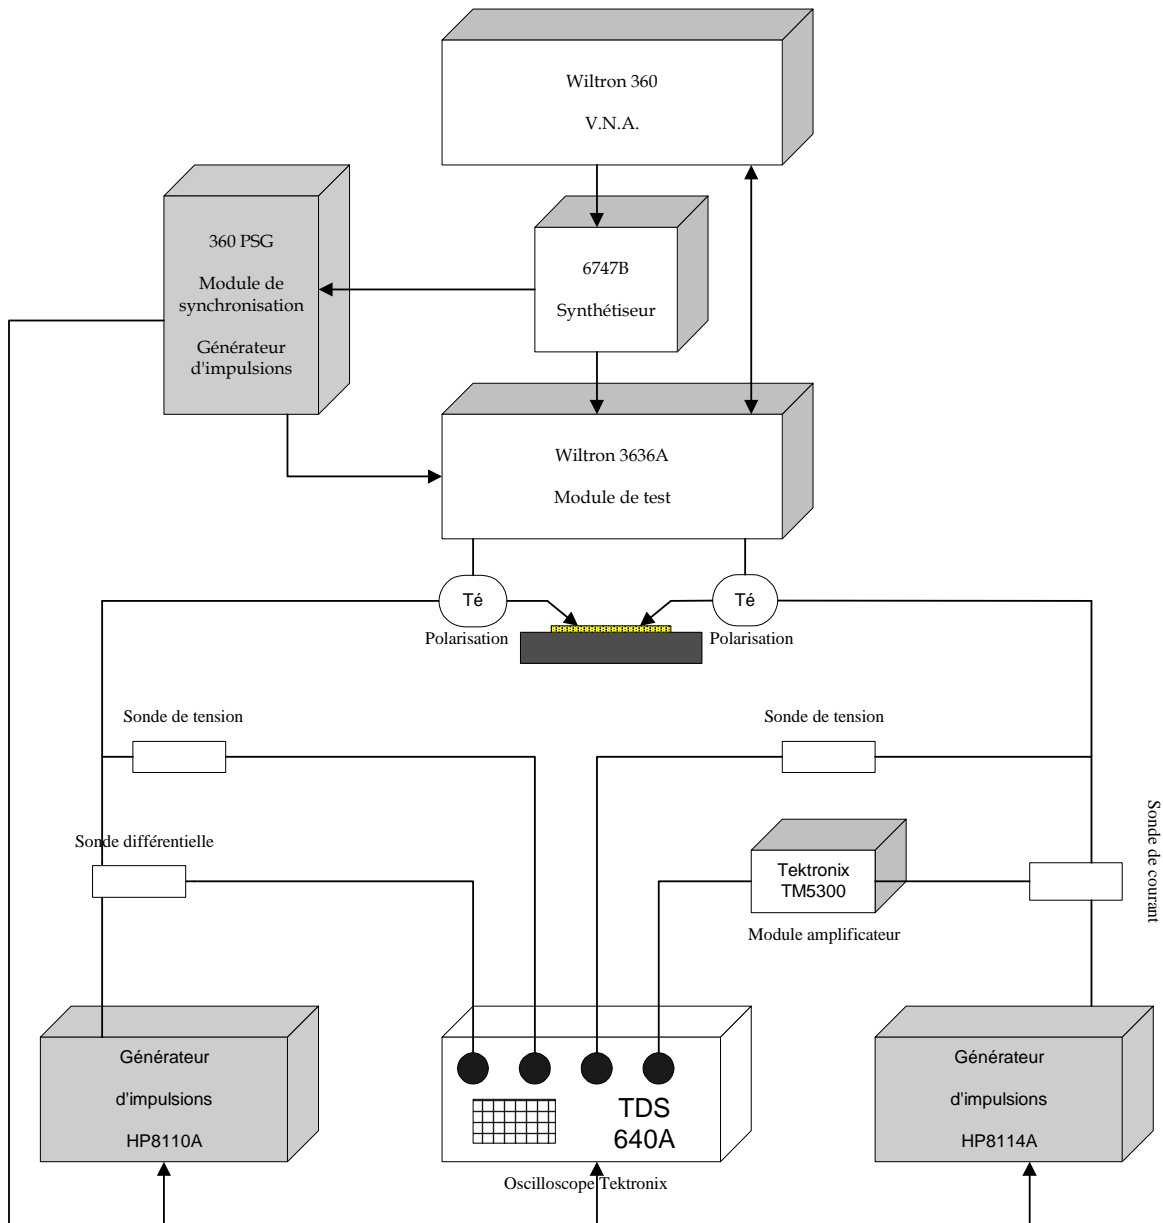 Wiltron 360
V.N.A.
360 PSG
Module de
synchronisation
Générateur
d'impulsions
6747B
Synthétiseur
Wiltron 3636A
Module de test
Té
Té
Polarisation
Polarisation
Sonde de tension
Sonde de tension
Sonde différentielle
Sonde de courant
Tektronix
TM5300
Module amplificateur
Générateur
d'impulsions
HP8110A
TDS
640A
Oscilloscope Tektronix
Générateur
d'impulsions
HP8114A